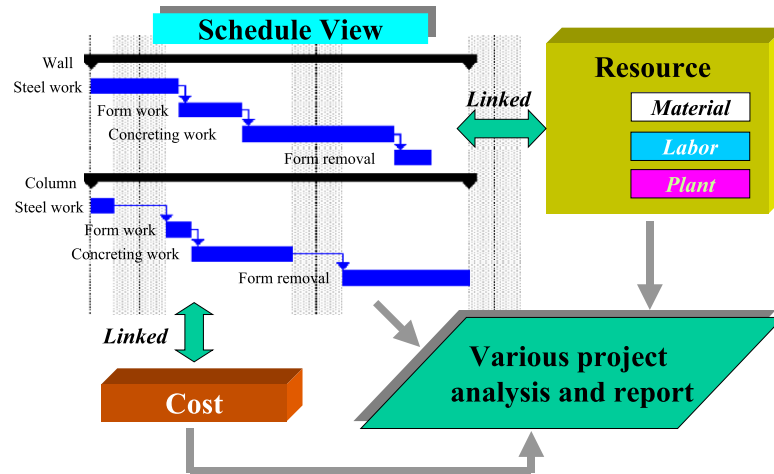 Schedule View
Wall
Steel work
Form work
Concreting work
Form removal
Column
Steel work
Form work
Concreting work
Form removal
Linked
Resource
Material
Labor
Plant
Linked
Cost
Various project
analysis and report